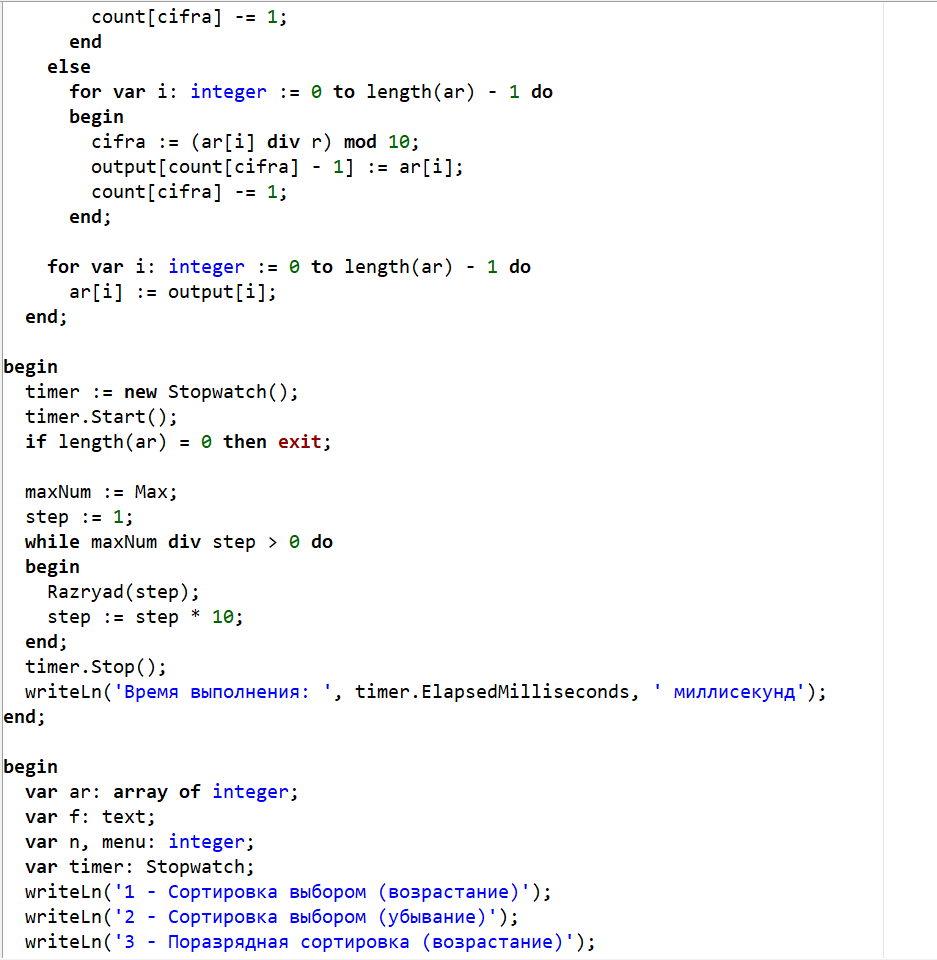 count[cifra] -= 1;
      end
    else
      for var i: integer := 0 to length(ar) - 1 do
      begin
        cifra := (ar[i] div r) mod 10;
        output[count[cifra] - 1] := ar[i];
        count[cifra] -= 1;
      end;

    for var i: integer := 0 to length(ar) - 1 do
      ar[i] := output[i];
  end;

begin
  timer := new Stopwatch();
  timer.Start();
  if length(ar) = 0 then exit;

  maxNum := Max;
  step := 1;
  while maxNum div step > 0 do
  begin
    Razryad(step);
    step := step * 10;
  end;
  timer.Stop();
  writeLn('Время выполнения: ', timer.ElapsedMilliseconds, ' миллисекунд');
end;

begin
  var ar: array of integer;
  var f: text;
  var n, menu: integer;
  var timer: Stopwatch;
  writeLn('1 - Сортировка выбором (возрастание)');
  writeLn('2 - Сортировка выбором (убывание)');
  writeLn('3 - Поразрядная сортировка (возрастание)');